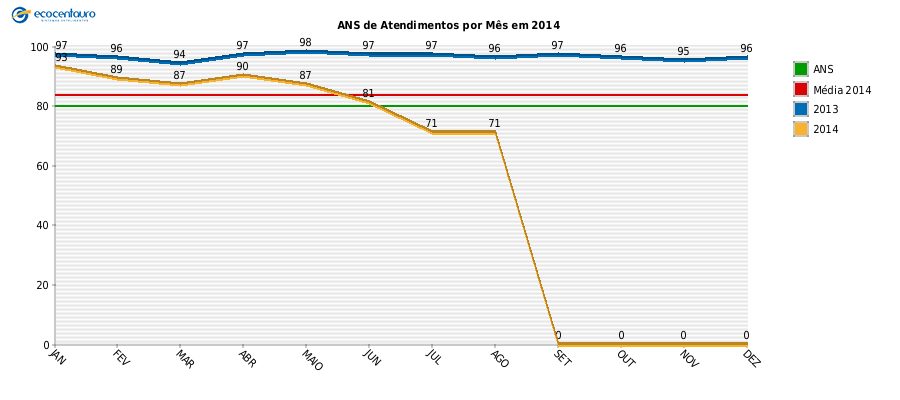 ecocentauro
ANS de Atendimentos por Mês em 2014
100
80
60
40
20
0
97 96 94 97 98 97 97 96 97 96 95 96
93 89 87 90 87 81 71 71 0 0 0 0
JAN FEV MAR ABR MAIO JUN JUL AGO SET OUT NOV DEZ
ANS
Média 2014
2013
2014